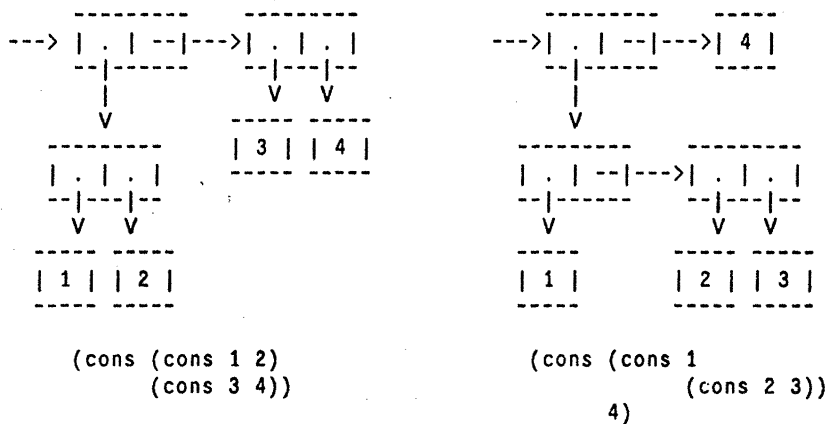 ---> | . | --|--->| . | . |
---> | . | --|--->| 4 |
| 3 | | 4 |
| . | . |
| . | --|--->| . | . |
| 1 | | 2 |
| 1 |
| 2 | | 3 |
(cons (cons 1 2)
(cons 3 4))
(cons (cons 1
(cons 2 3))
4)